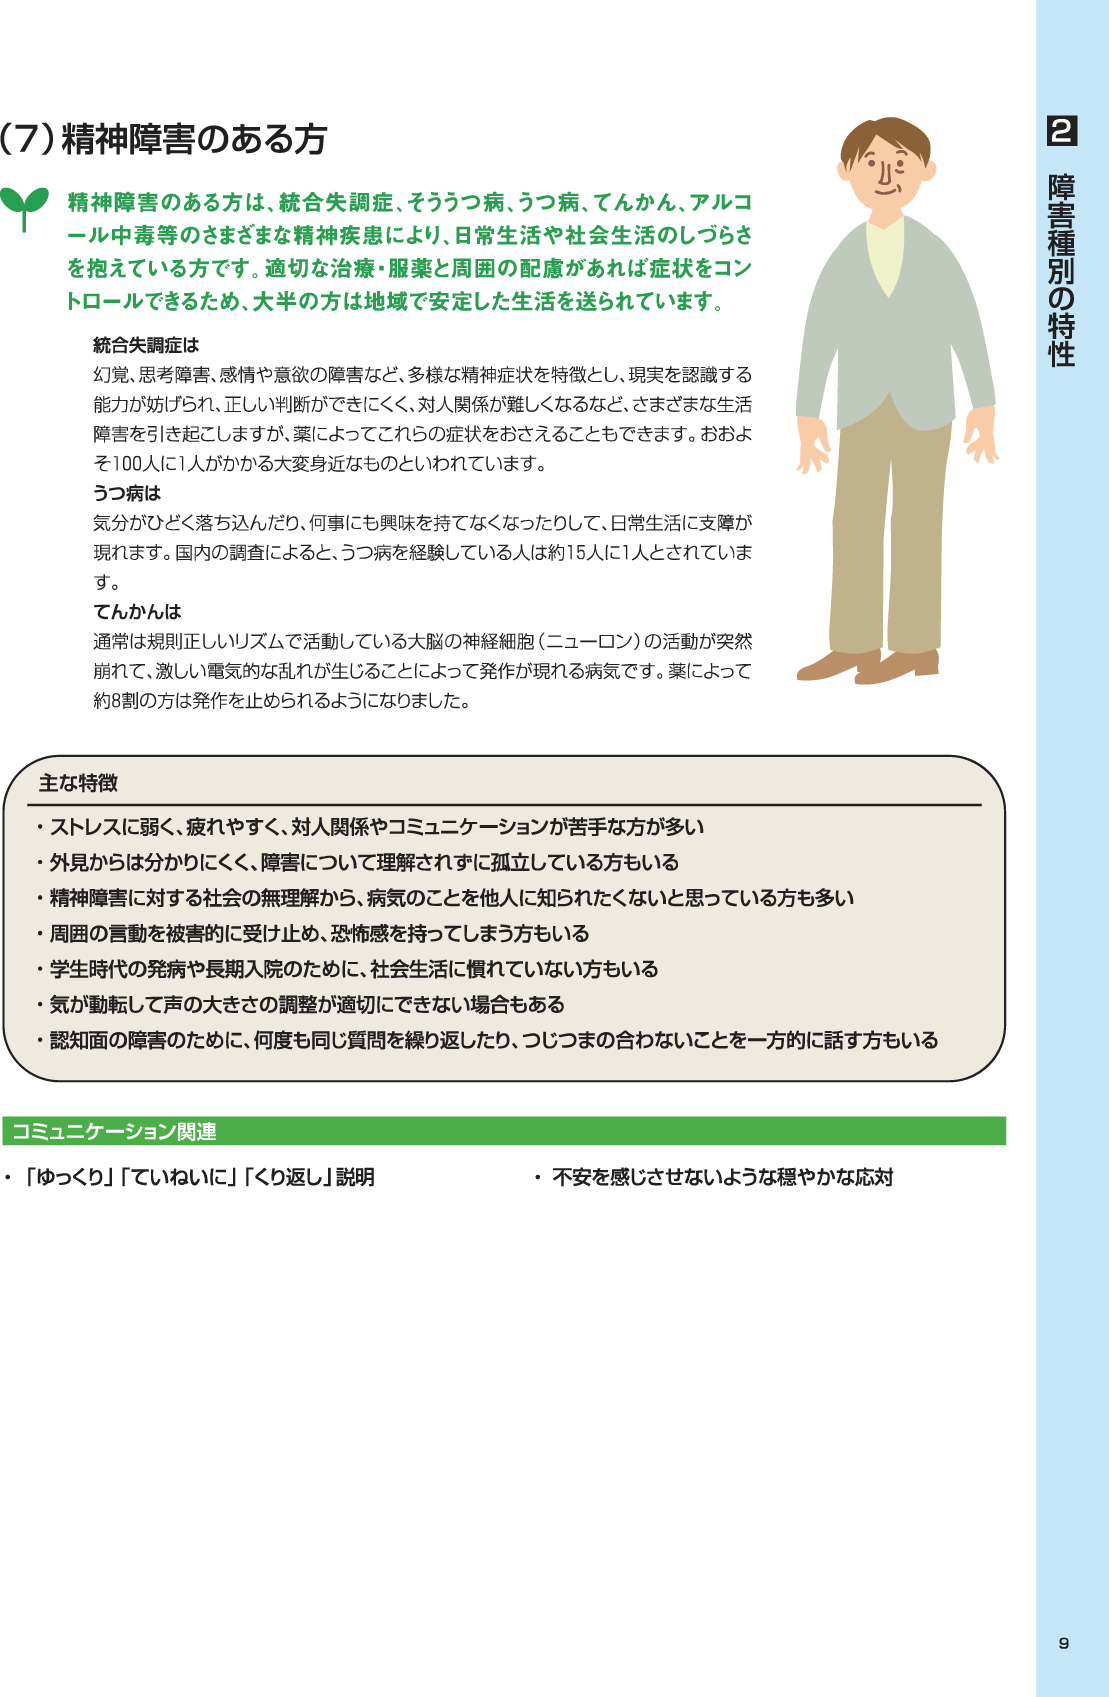 (7)精神障害のある方
精神障害のある方は、統合失調症、そううつ病、うつ病、てんかん、アルコ
ール中毒等のさまざまな精神疾患により、日常生活や社会生活のしづらさ
を抱えている方です。適切な治療・服薬と周囲の配慮があれば症状をコン
トロールできるため、大半の方は地域で安定した生活を送られています。
統合失調症は
幻覚、思考障害、感情や意欲の障害など、多様な精神症状を特徴とし、現実を認識する
能力が妨げられ、正しい判断ができにくく、対人関係が難しくなるなど、さまざまな生活
障害を引き起こしますが、薬によってこれらの症状をおさえることもできます。おおよ
そ100人に1人がかかる大変身近なものといわれています。
うつ病は
気分がひどく落ち込んだり、何事にも興味を持てなくなったりして、日常生活に支障が
現れます。国内の調査によると、うつ病を経験している人は約15人に1人とされていま
す。
てんかんは
通常は規則正しいリズムで活動している大脳の神経細胞(ニューロン)の活動が突然
崩れて、激しい電気的な乱れが生じることによって発作が現れる病気です。薬によって
約8割の方は発作を止められるようになりました。
主な特徴
・ストレスに弱く、疲れやすく、対人関係やコミュニケーションが苦手な方が多い
・外見からは分かりにくく、障害について理解されずに孤立している方もいる
・精神障害に対する社会の無理解から、病気のことを他人に知られたくないと思っている方も多い
・周囲の言動を被害的に受け止め、恐怖感を持ってしまう方もいる
・学生時代の発病や長期入院のために、社会生活に慣れていない方もいる
・気が動転して声の大きさの調整が適切にできない場合もある
・認知面の障害のために、何度も同じ質問を繰り返したり、つじつまの合わないことを一方的に話す方もいる
コミュニケーション関連
・「ゆっくり」「ていねいに」「くり返し」説明
・不安を感じさせないような穏やかな応対
2 障害種別の特性
9